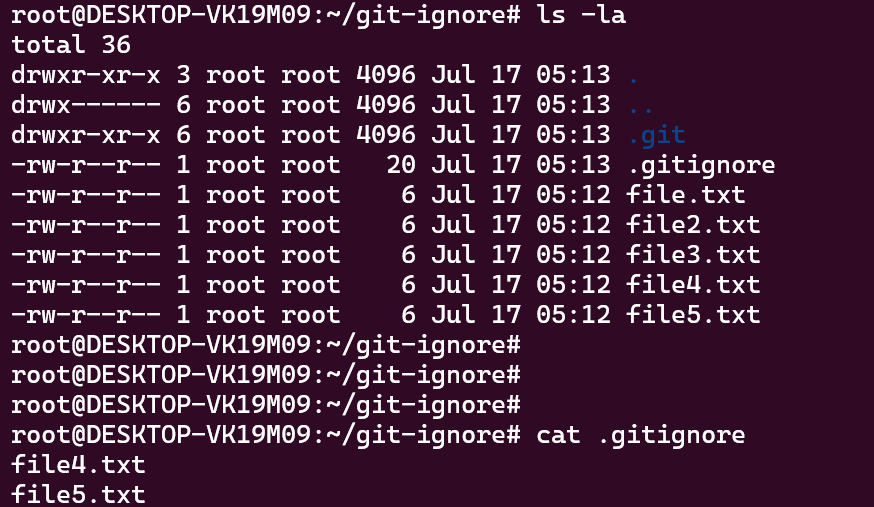 root@DESKTOP-VK19M09:~/git-ignore# ls -la
total 36
drwxr-xr-x 3 root root 4096 Jul 17 05:13 .
drwx------ 6 root root 4096 Jul 17 05:13 ..
drwxr-xr-x 6 root root 4096 Jul 17 05:13 .git
-rw-r--r-- 1 root root   20 Jul 17 05:13 .gitignore
-rw-r--r-- 1 root root    6 Jul 17 05:12 file.txt
-rw-r--r-- 1 root root    6 Jul 17 05:12 file2.txt
-rw-r--r-- 1 root root    6 Jul 17 05:12 file3.txt
-rw-r--r-- 1 root root    6 Jul 17 05:12 file4.txt
-rw-r--r-- 1 root root    6 Jul 17 05:12 file5.txt
root@DESKTOP-VK19M09:~/git-ignore#
root@DESKTOP-VK19M09:~/git-ignore#
root@DESKTOP-VK19M09:~/git-ignore#
root@DESKTOP-VK19M09:~/git-ignore# cat .gitignore
file4.txt
file5.txt